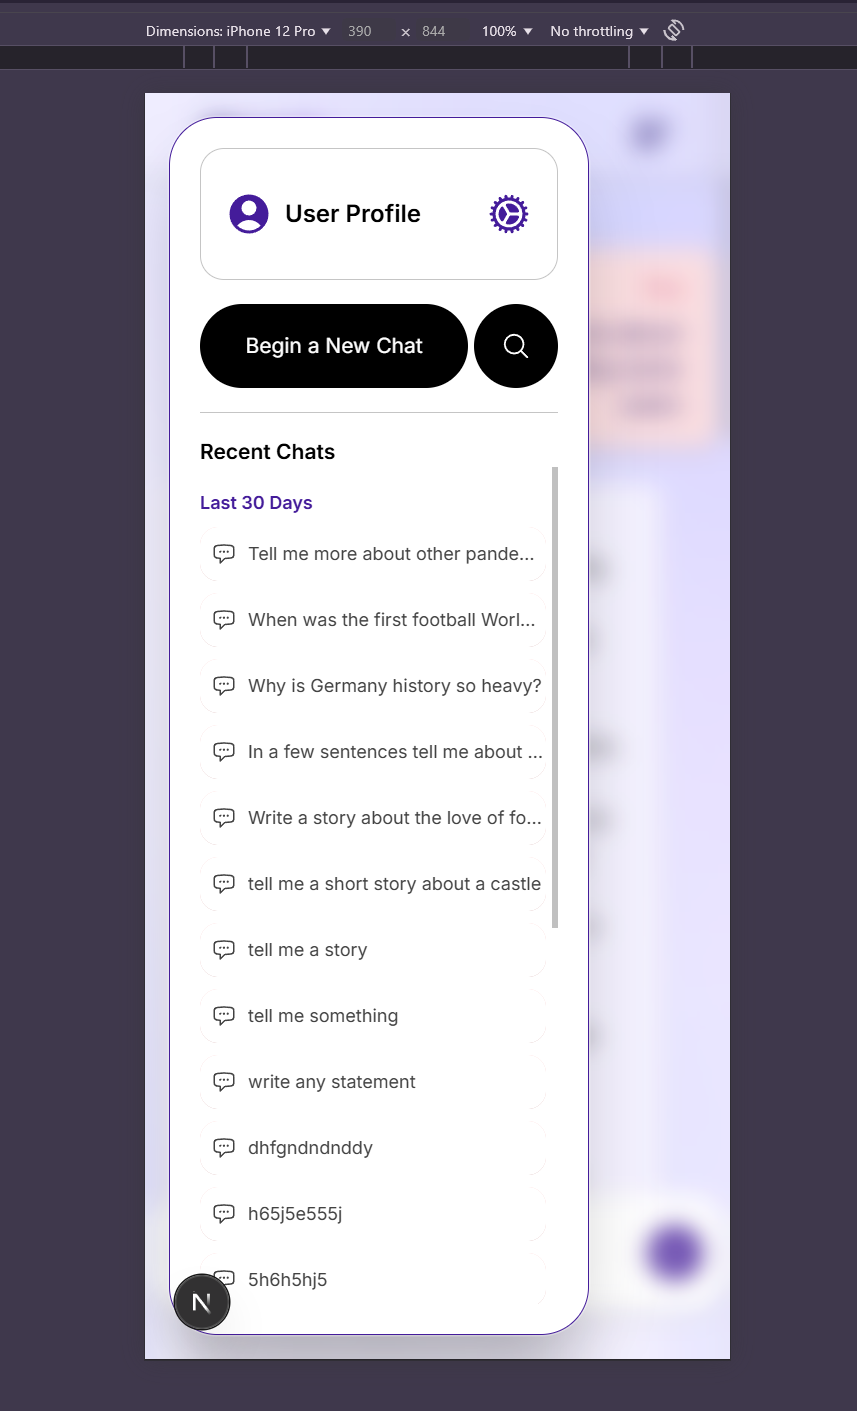 Dimensions: iPhone 12 Pro 390 × 844 100% No throttling
User Profile
Begin a New Chat
Recent Chats
Last 30 Days
Tell me more about other pande...
When was the first football Worl...
Why is Germany history so heavy?
In a few sentences tell me about ...
Write a story about the love of fo...
tell me a short story about a castle
tell me a story
tell me something
write any statement
dhfgndndnddy
h65j5e555j
5h6h5hj5
N